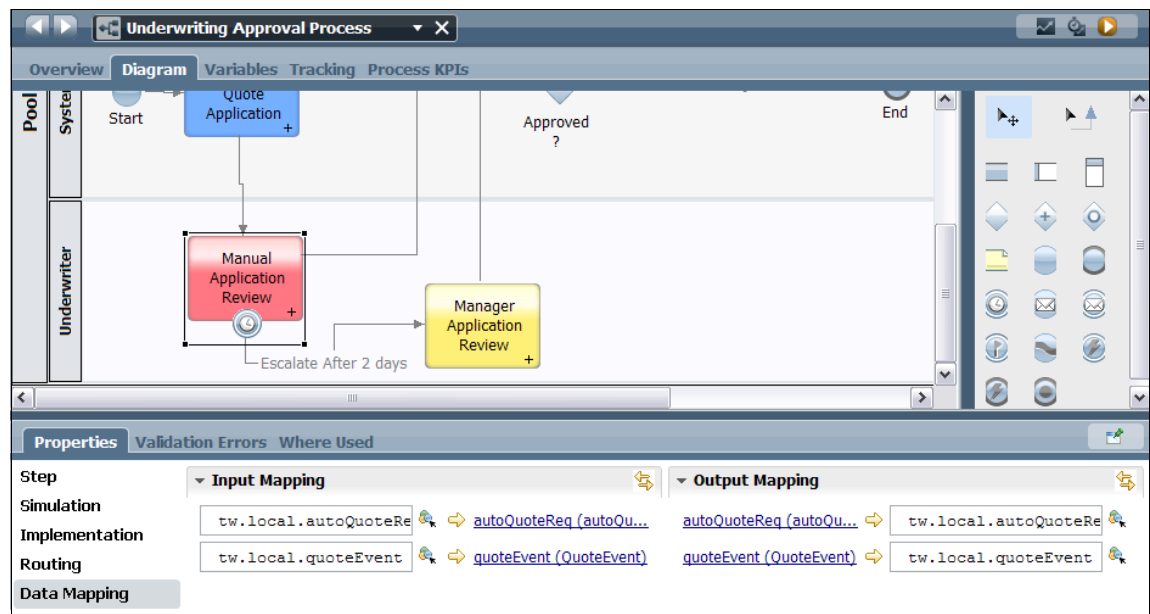 Underwriting Approval Process
Overview Diagram Variables Tracking Process KPIs
Pool
Syste
Start
Quote
Application
Approved
?
End
Underwriter
Manual
Application
Review
Escalate After 2 days
Manager
Application
Review
Properties Validation Errors Where Used
Step
Simulation
Implementation
Routing
Data Mapping
Input Mapping
tw.local.autoQuoteRe autoQuoteReq (autoQu...
tw.local.quoteEvent quoteEvent (QuoteEvent)
Output Mapping
autoQuoteReq (autoQu... tw.local.autoQuoteRe
quoteEvent (QuoteEvent) tw.local.quoteEvent